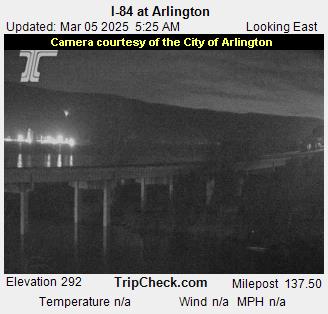 I-84 at Arlington
Updated: Mar 05 2025 5:25 AM Looking East
Camera courtesy of the City of Arlington
Elevation 292 TripCheck.com Milepost 137.50
Temperature n/a Wind n/a MPH n/a